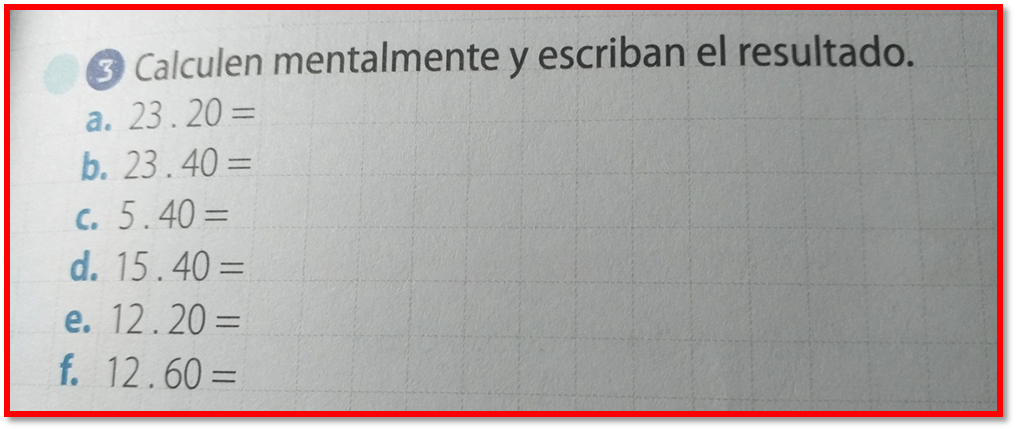 3 Calculen mentalmente y escriban el resultado.
a. 23 . 20 =
b. 23 . 40 =
c. 5 . 40 =
d. 15 . 40 =
e. 12 . 20 =
f. 12 . 60 =